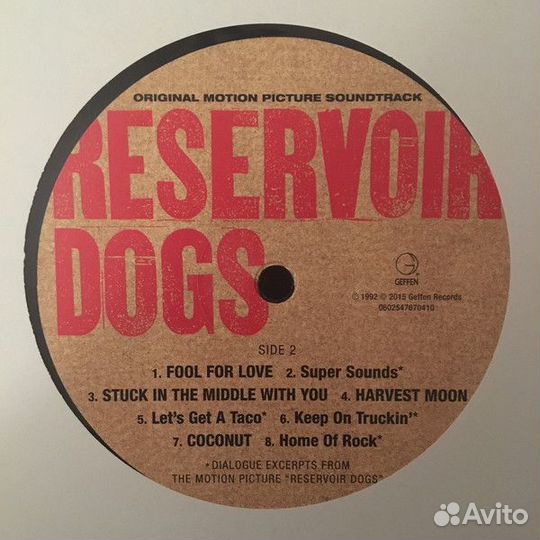 ORIGINAL MOTION PICTURE SOUNDTRACK
RESERVOIR
DOGS
GEFFEN
℗ 1992 © 2015 Geffen Records
0602547670410
SIDE 2
1. FOOL FOR LOVE 2. Super Sounds*
3. STUCK IN THE MIDDLE WITH YOU 4. HARVEST MOON
5. Let's Get A Taco* 6. Keep On Truckin'*
7. COCONUT 8. Home Of Rock*
*DIALOGUE EXCERPTS FROM
THE MOTION PICTURE "RESERVOIR DOGS"
Avito